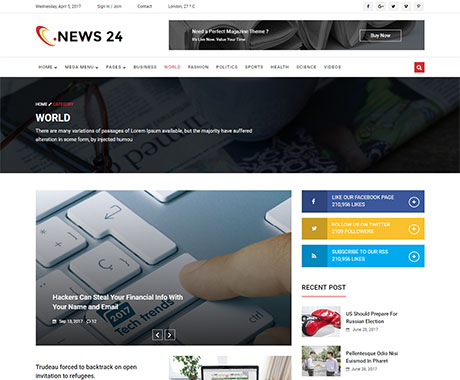 Wednesday, April 5, 2017
Sign in / Join
Contact
London, 27 ° C
NEWS 24
Need a Perfect Magazine Theme ?
It's Live Now. Value Your Time
Buy Now
HOME
MEGA MENU
PAGES
BUSINESS
WORLD
FASHION
POLITICS
SPORTS
HEALTH
SCIENCE
VIDEOS
HOME
CATEGORY
WORLD
There are many variations of passages of Lorem Ipsum available, but the majority have suffered
alteration in some form, by injected humou
LIKE OUR FACEBOOK PAGE
210,956 LIKES
FOLLOW US ON TWITTER
2109 FOLLOWERS
SUBSCRIBE TO OUR RSS
210,956 LIKES
2017
Tech trends
Hackers Can Steal Your Financial Info With
Your Name and Email
Sep 13, 2017
12
RECENT POST
US Should Prepare For
Russian Election
June 20, 2017
Pellentesque Odio Nisi
Euismod In Pharet
June 20, 2017
Trudeau forced to backtrack on open
invitation to refugees.